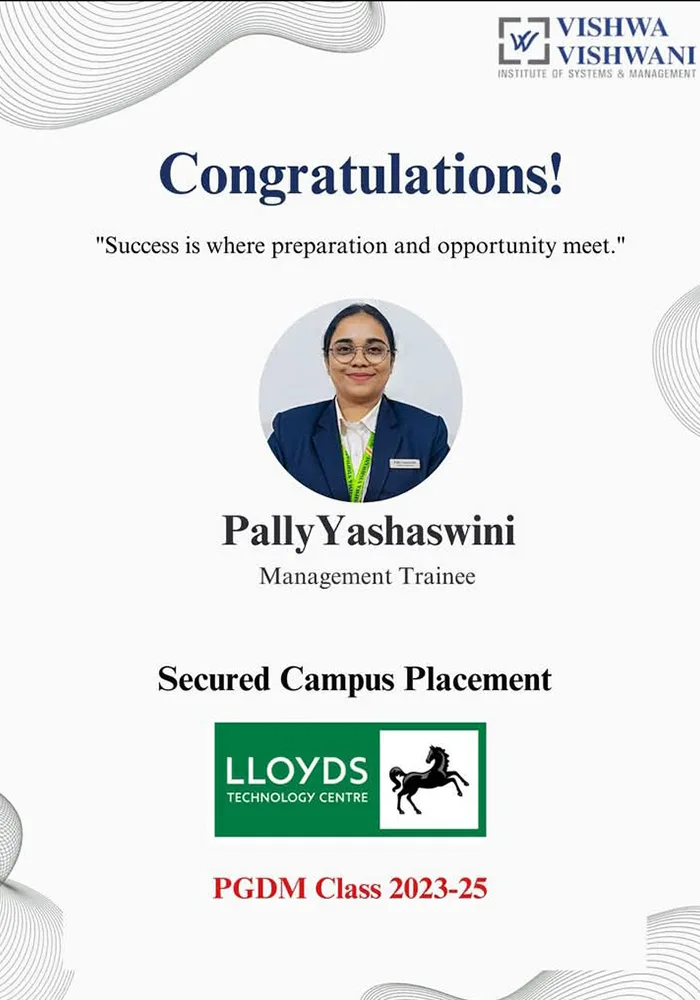 VISHWA
VISHWANI
INSTITUTE OF SYSTEMS & MANAGEMENT
Congratulations!
"Success is where preparation and opportunity meet."
PallyYashaswini
Management Trainee
Secured Campus Placement
LLOYDS
TECHNOLOGY CENTRE
PGDM Class 2023-25